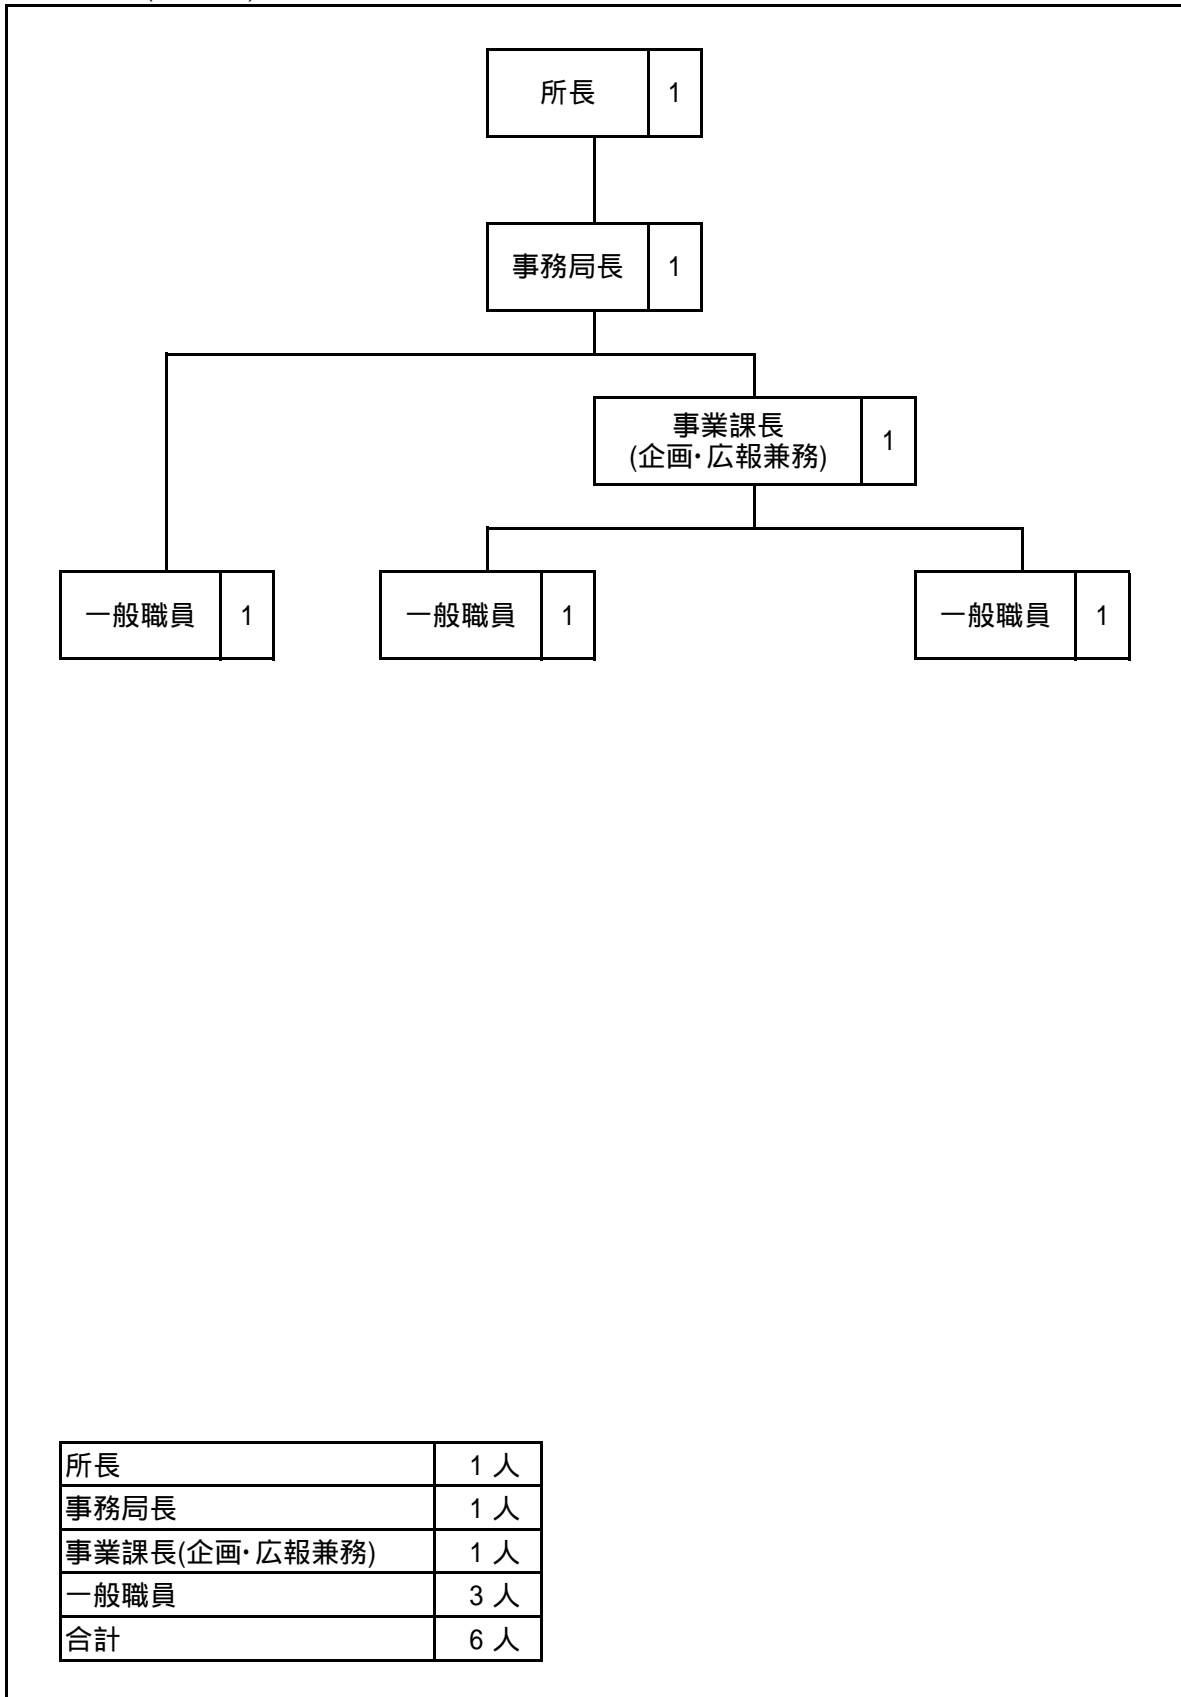 所長 1
事務局長 1
事業課長
(企画・広報兼務) 1
一般職員 1 一般職員 1 一般職員 1
所長 1 人
事務局長 1 人
事業課長(企画・広報兼務) 1 人
一般職員 3 人
合計 6 人